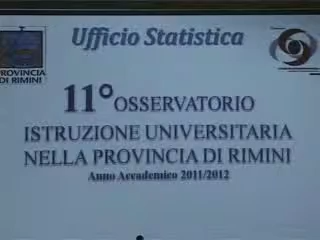 Ufficio Statistica
PROVINCIA
DI RIMINI
11° OSSERVATORIO
ISTRUZIONE UNIVERSITARIA
NELLA PROVINCIA DI RIMINI
Anno Accademico 2011/2012